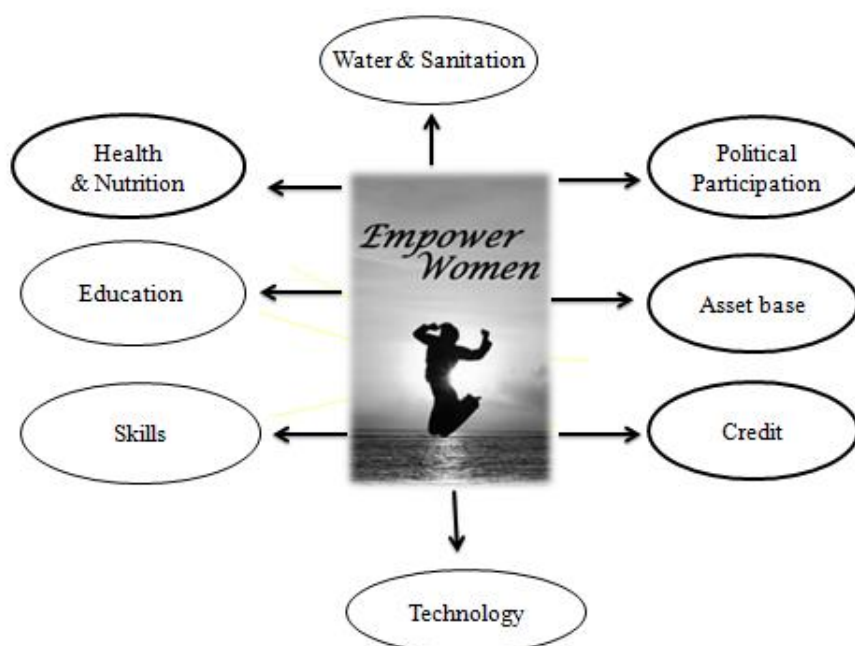 Water & Sanitation
Health
& Nutrition
Political
Participation
Empower
Women
Education
Asset base
Skills
Credit
Technology